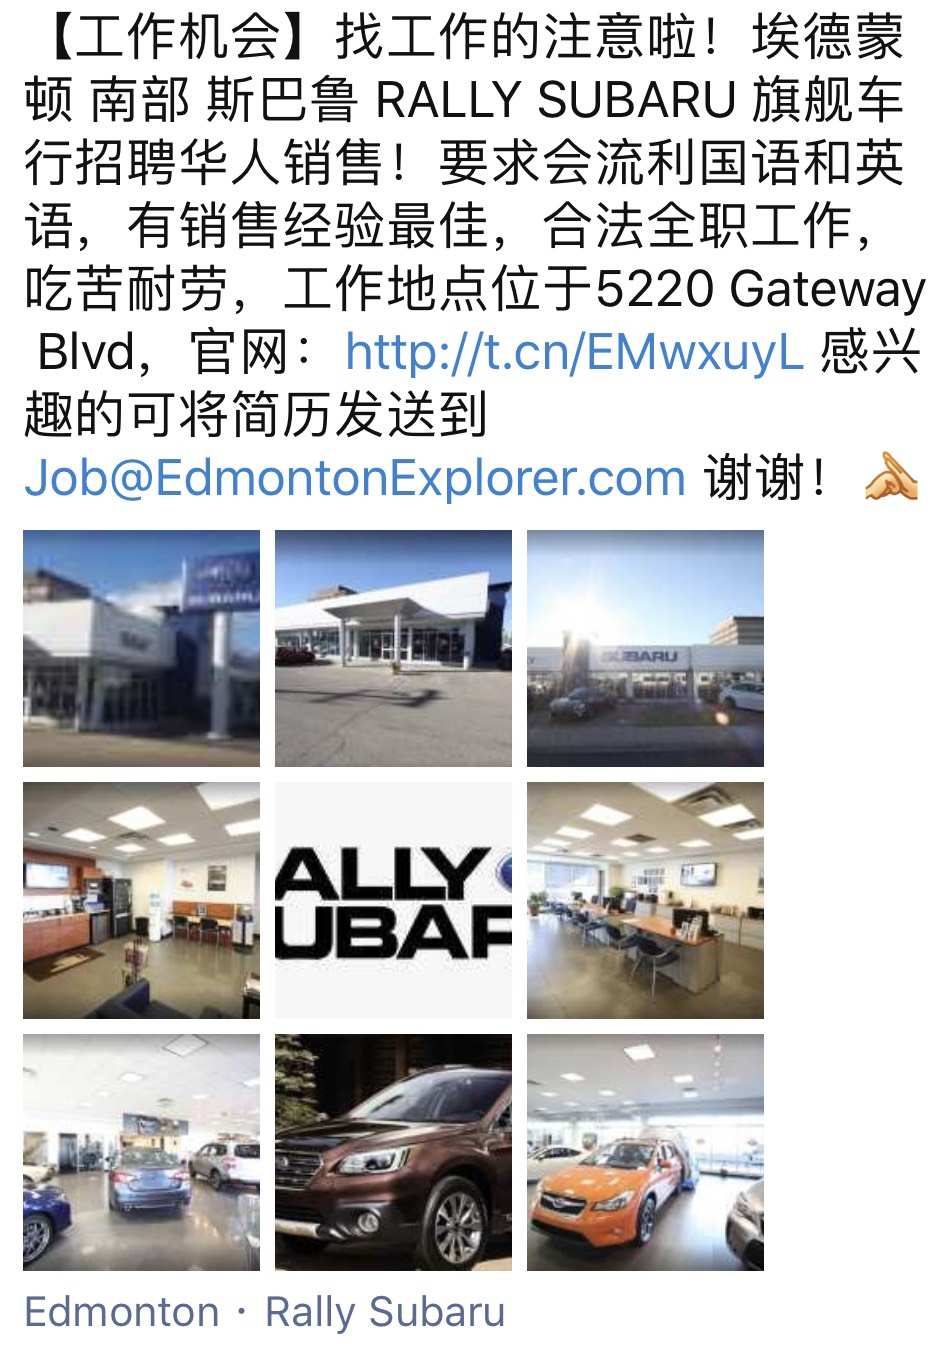 【工作机会】找工作的注意啦！埃德蒙
顿 南部 斯巴鲁 RALLY SUBARU 旗舰车
行招聘华人销售！要求会流利国语和英
语，有销售经验最佳，合法全职工作，
吃苦耐劳，工作地点位于5220 Gateway
Blvd，官网：http://t.cn/EMwxuyL 感兴
趣的可将简历发送到
Job@EdmontonExplorer.com 谢谢！
SUBARU
ALLY
UBAR
Edmonton · Rally Subaru